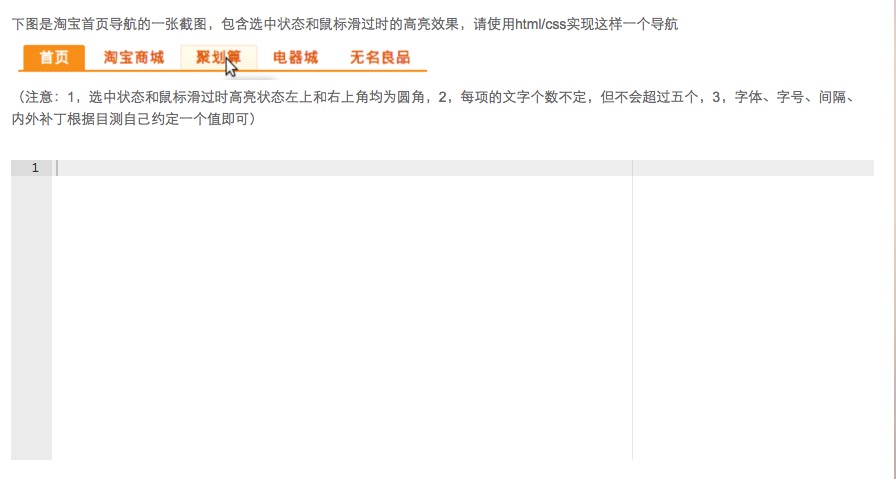 下图是淘宝首页导航的一张截图，包含选中状态和鼠标滑过时的高亮效果，请使用html/css实现这样一个导航
首页 淘宝商城 聚划算 电器城 无名良品
（注意：1，选中状态和鼠标滑过时高亮状态左上和右上角均为圆角，2，每项的文字个数不定，但不会超过五个，3，字体、字号、间隔、
内外补丁根据目测自己约定一个值即可）
1